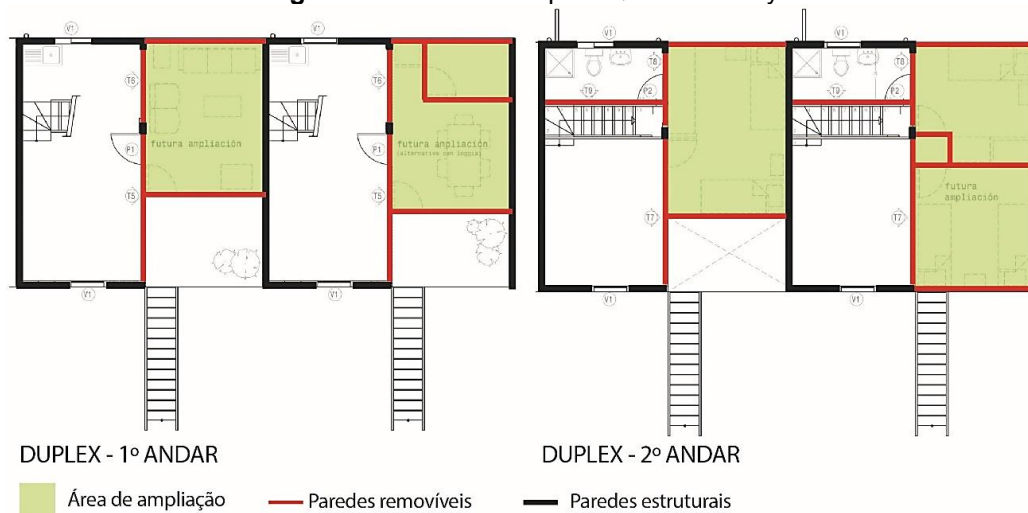 V1
V1
T6
T6
P1
P1
futura ampliación
futura ampliación
(alternativa con loggia)
T5
T5
V1
V1
V1
V1
T8
T8
T9
P2
T9
P2
futura
ampliación
T7
T7
V1
V1
DUPLEX - 1º ANDAR
DUPLEX - 2º ANDAR
Área de ampliação
Paredes removíveis
Paredes estruturais